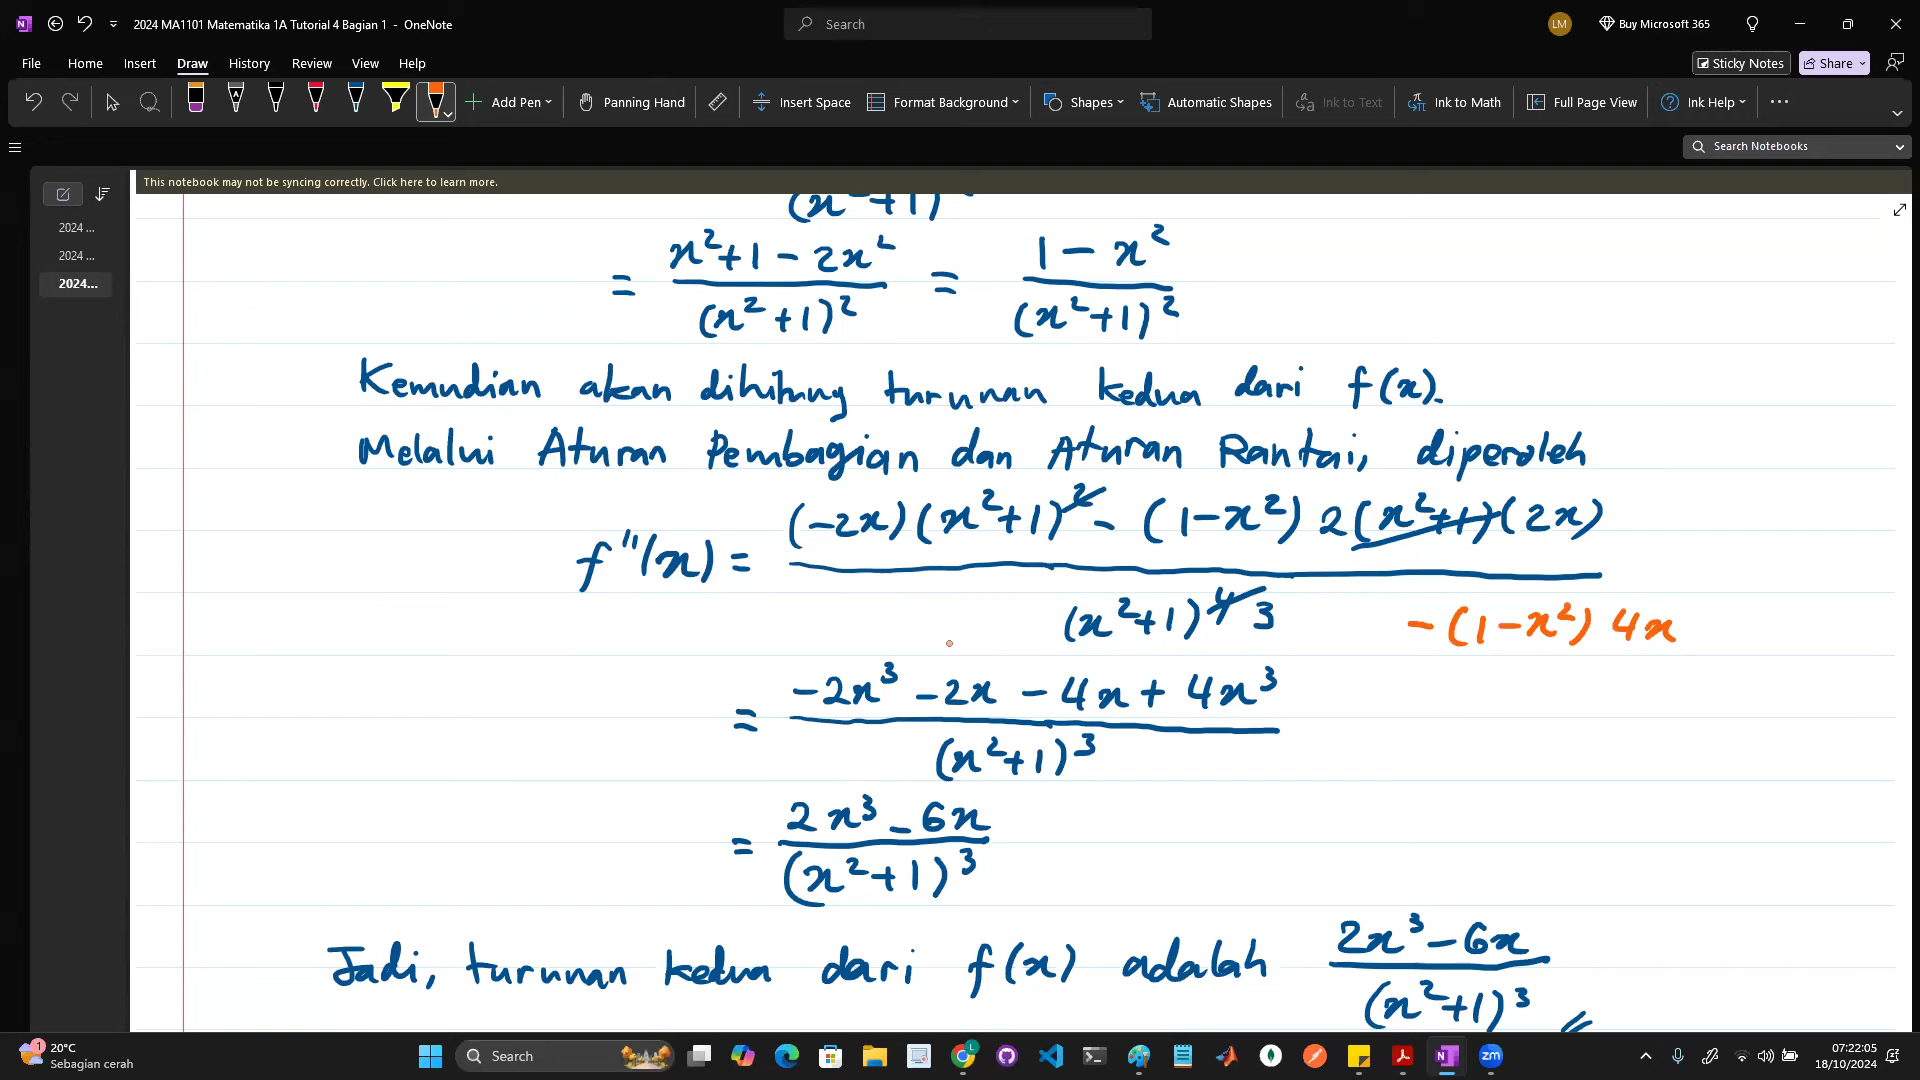 2024 MA1101 Matematika 1A Tutorial 4 Bagian 1 - OneNote
Search
LM
Buy Microsoft 365
File Home Insert Draw History Review View Help
Sticky Notes
Share
Add Pen
Panning Hand
Insert Space
Format Background
Shapes
Automatic Shapes
Ink to Text
Ink to Math
Full Page View
Ink Help
Search Notebooks
This notebook may not be syncing correctly. Click here to learn more.
2024 ...
2024 ...
2024...
(x²+1)²
= (x²+1-2x²)/(x²+1)² = (1-x²)/(x²+1)²
Kemudian akan dihitung turunan kedua dari f(x).
Melalui Aturan Pembagian dan Aturan Rantai, diperoleh
f''(x) = ((-2x)(x²+1)² - (1-x²) 2(x²+1)(2x))/(x²+1)⁴ 3
-(1-x²) 4x
= (-2x³ -2x - 4x + 4x³)/(x²+1)³
= (2x³ - 6x)/(x²+1)³
Jadi, turunan kedua dari f(x) adalah (2x³ - 6x)/(x²+1)³ //
1
20°C
Sebagian cerah
Search
L
zm
07:22:05
18/10/2024